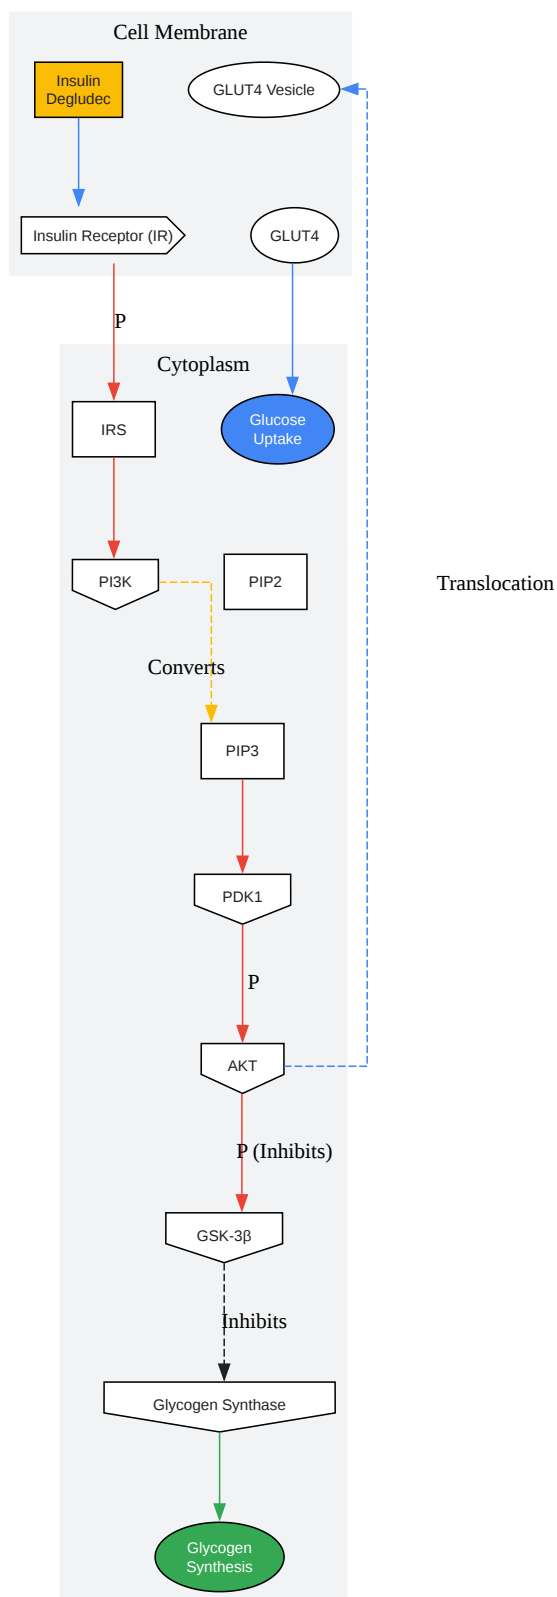 Cell Membrane
Insulin
Degludec
GLUT4 Vesicle
Insulin Receptor (IR)
GLUT4
P
Cytoplasm
IRS
Glucose
Uptake
PI3K
PIP2
Translocation
Converts
PIP3
PDK1
P
AKT
P (Inhibits)
GSK-3β
Inhibits
Glycogen Synthase
Glycogen
Synthesis